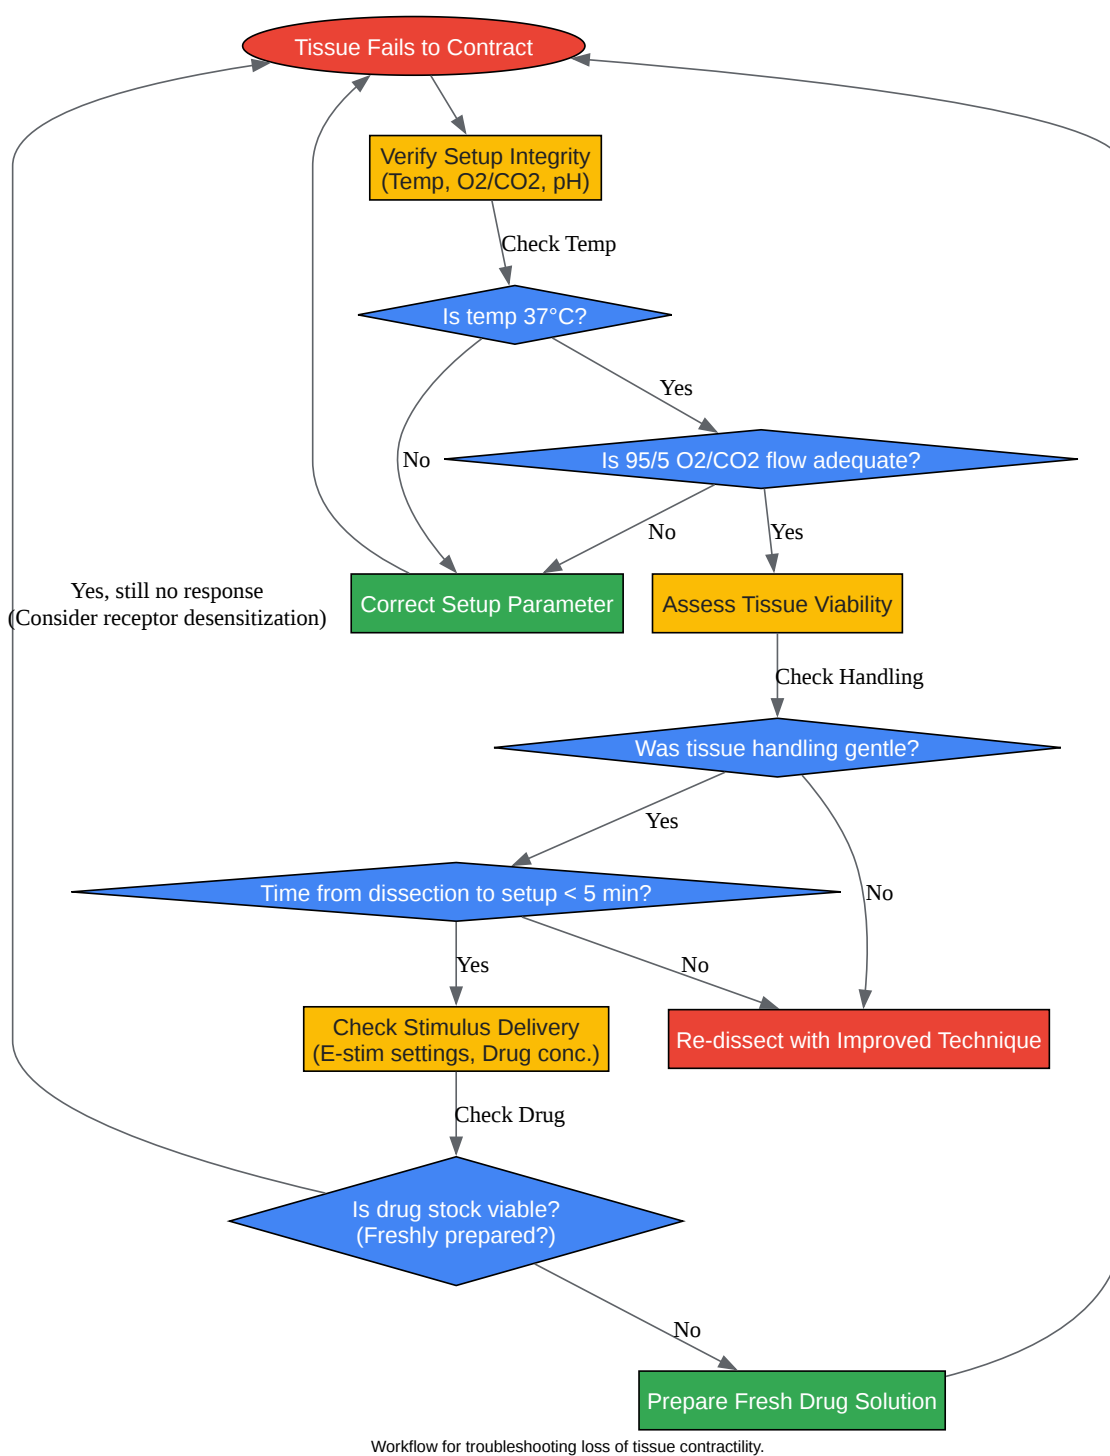 Tissue Fails to Contract
Verify Setup Integrity
(Temp, O2/CO2, pH)
Check Temp
Is temp 37°C?
Yes
No
Is 95/5 O2/CO2 flow adequate?
No
Yes
Yes, still no response
(Consider receptor desensitization)
Correct Setup Parameter
Assess Tissue Viability
Check Handling
Was tissue handling gentle?
Yes
No
Time from dissection to setup < 5 min?
Yes
No
Check Stimulus Delivery
(E-stim settings, Drug conc.)
Re-dissect with Improved Technique
Check Drug
Is drug stock viable?
(Freshly prepared?)
No
Prepare Fresh Drug Solution
Workflow for troubleshooting loss of tissue contractility.